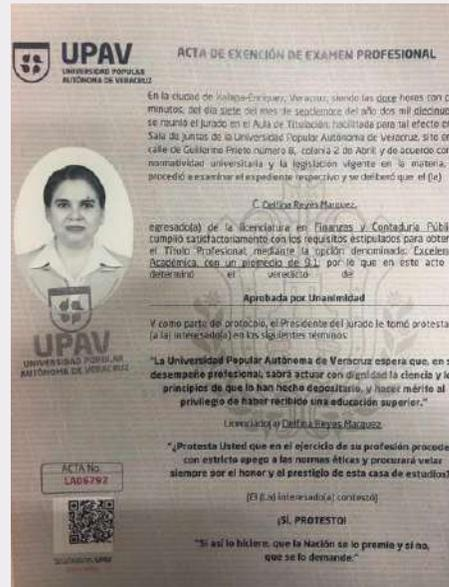 UPAV
UNIVERSIDAD POPULAR
AUTÓNOMA DE VERACRUZ
ACTA DE EXENCIÓN DE EXAMEN PROFESIONAL
En la ciudad de Xalapa-Enríquez, Veracruz, siendo las doce horas con
minutos, del día siete del mes de septiembre del año dos mil
se reunió el Jurado en el Aula de Titulación, habilitada para tal efecto en
Sala de Juntas de la Universidad Popular Autónoma de Veracruz, sito en
calle de Guillermo Prieto número 8, colonia 2 de Abril y de acuerdo con
normatividad universitaria y la legislación vigente en la materia,
procedió a examinar el expediente respectivo y se deliberó que el (la)
C. Delfina Reyes Marquez,
egresado(a) de la licenciatura en Finanzas y Contaduría
cumplió satisfactoriamente con los requisitos estipulados para
el Título Profesional, mediante la opción denominada:
Académica, con un promedio de 9.1; por lo que en este acto
determinó el veredicto de
Aprobada por Unanimidad
Y como parte del protocolo, el Presidente del Jurado le tomó protesta
(a la) interesado(a) en los siguientes términos:
"La Universidad Popular Autónoma de Veracruz espera que, en
desempeño profesional, sabrá actuar con dignidad la ciencia y
principios de que lo han hecho depositario, y hacer mérito al
privilegio de haber recibido una educación superior."
Licenciado(a) Delfina Reyes Marquez
"¿Protesta Usted que en el ejercicio de su profesión
con estricto apego a las normas éticas y procurará velar
siempre por el honor y el prestigio de esta casa de estudios?
(El (La) interesado(a) contestó)
¡SÍ, PROTESTO!
"Si así lo hiciere, que la Nación se lo premie y si no,
que se lo demande."
UPAV
UNIVERSIDAD POPULAR
AUTÓNOMA DE VERACRUZ
ACTA No.
LA06792